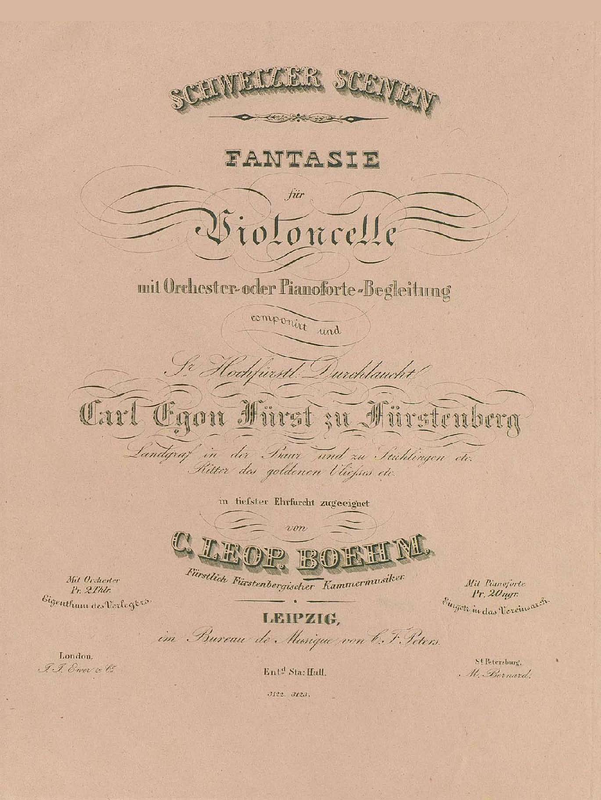 SCHWEIZER SCENEN
FANTASIE
für
Violoncelle
mit Orchester- oder Pianoforte-Begleitung
componirt und
Sr. Hochfürstl. Durchlaucht
Carl Egon Fürst zu Fürstenberg
Landgraf in der Baar und zu Stühlingen etc.
Ritter des goldenen Vliesses etc.
in tiefster Ehrfurcht zugeeignet
von
C. LEOP. BOEHM.
Fürstlich Fürstenbergischer Kammermusiker.
Mit Orchester
Pr. 2 Thlr.
Eigenthum des Verlegers.
Mit Pianoforte
Pr. 20 ngr.
in das Vereinsarch.
LEIPZIG,
im Bureau de Musique von C. F. Peters.
London,
J. J. Ewer & Co.
Entd. Sta: Hall.
St. Petersburg,
M. Bernard.
3122. 3123.